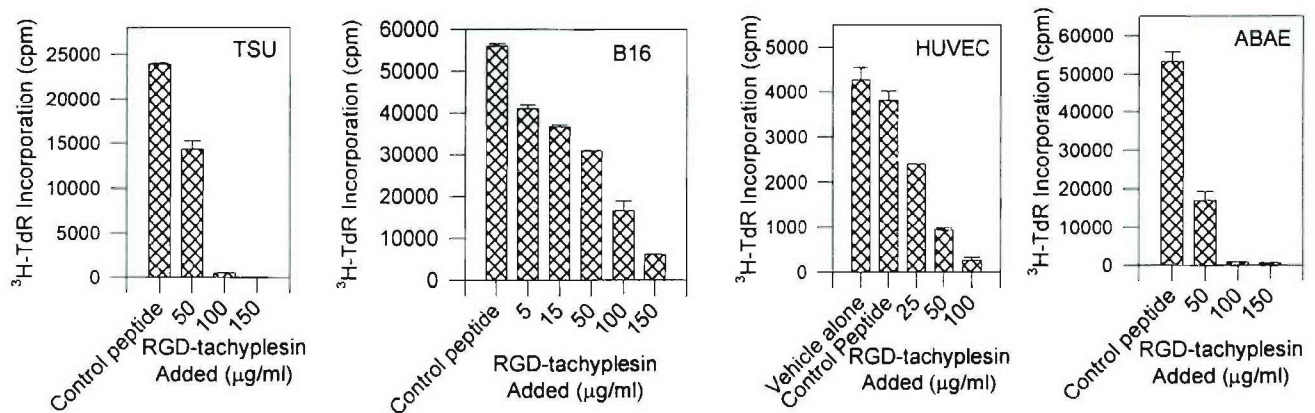 TSU
³H-TdR Incorporation (cpm)
25000
20000
15000
10000
5000
0
Control peptide
50
100
150
RGD-tachyplesin
Added (μg/ml)
B16
³H-TdR Incorporation (cpm)
60000
50000
40000
30000
20000
10000
0
Control peptide
5
15
50
100
150
RGD-tachyplesin
Added (μg/ml)
HUVEC
³H-TdR Incorporation (cpm)
5000
4000
3000
2000
1000
0
Vehicle alone
Control Peptide
25
50
100
RGD-tachyplesin
Added (μg/ml)
ABAE
³H-TdR Incorporation (cpm)
60000
50000
40000
30000
20000
10000
0
Control peptide
50
100
150
RGD-tachyplesin
Added (μg/ml)